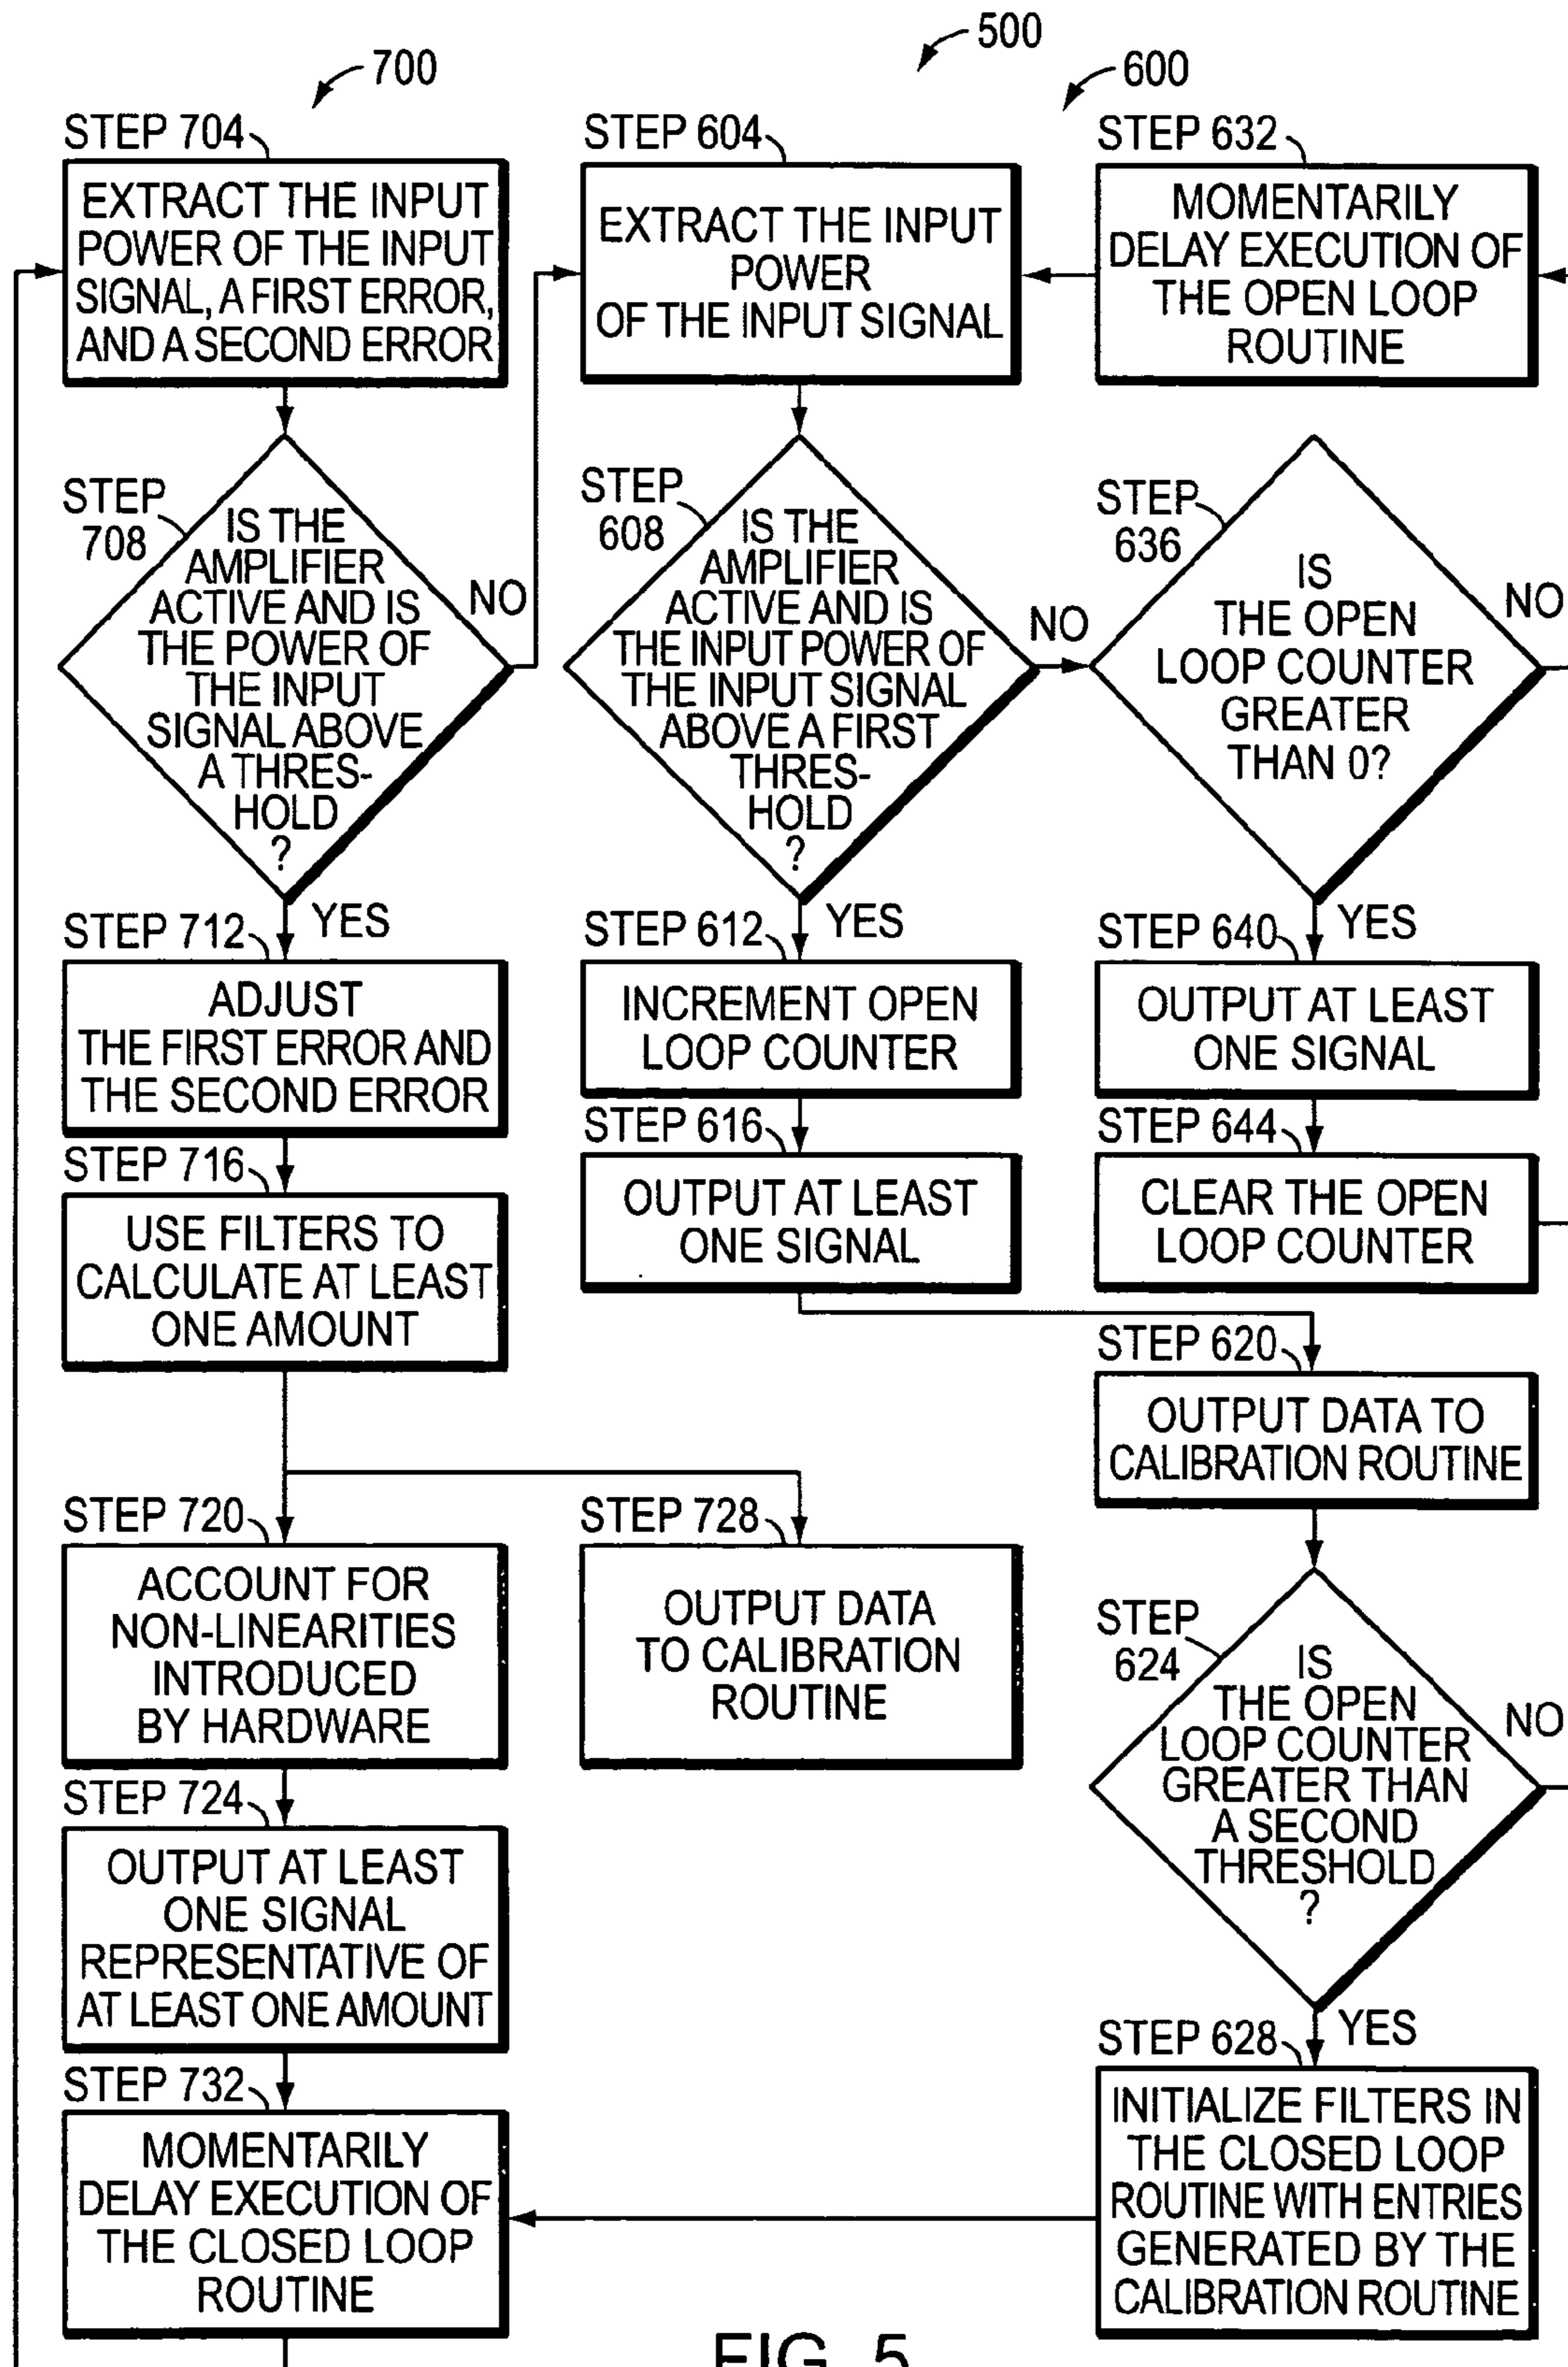 500
700
600
STEP 704
EXTRACT THE INPUT
POWER OF THE INPUT
SIGNAL, A FIRST ERROR,
AND A SECOND ERROR
STEP
708
IS THE
AMPLIFIER
ACTIVE AND IS
THE POWER OF
THE INPUT
SIGNAL ABOVE
A THRES-
HOLD
?
NO
YES
STEP 712
ADJUST
THE FIRST ERROR AND
THE SECOND ERROR
STEP 716
USE FILTERS TO
CALCULATE AT LEAST
ONE AMOUNT
STEP 720
ACCOUNT FOR
NON-LINEARITIES
INTRODUCED
BY HARDWARE
STEP 724
OUTPUT AT LEAST
ONE SIGNAL
REPRESENTATIVE OF
AT LEAST ONE AMOUNT
STEP 732
MOMENTARILY
DELAY EXECUTION OF
THE CLOSED LOOP
ROUTINE
STEP 604
EXTRACT THE INPUT
POWER
OF THE INPUT SIGNAL
STEP
608
IS THE
AMPLIFIER
ACTIVE AND IS
THE INPUT POWER OF
THE INPUT SIGNAL
ABOVE A FIRST
THRES-
HOLD
?
NO
YES
STEP 612
INCREMENT OPEN
LOOP COUNTER
STEP 616
OUTPUT AT LEAST
ONE SIGNAL
STEP 728
OUTPUT DATA
TO CALIBRATION
ROUTINE
STEP 632
MOMENTARILY
DELAY EXECUTION OF
THE OPEN LOOP
ROUTINE
STEP
636
IS
THE OPEN
LOOP COUNTER
GREATER
THAN 0?
NO
YES
STEP 640
OUTPUT AT LEAST
ONE SIGNAL
STEP 644
CLEAR THE OPEN
LOOP COUNTER
STEP 620
OUTPUT DATA TO
CALIBRATION ROUTINE
STEP
624
IS
THE OPEN
LOOP COUNTER
GREATER THAN
A SECOND
THRESHOLD
?
NO
YES
STEP 628
INITIALIZE FILTERS IN
THE CLOSED LOOP
ROUTINE WITH ENTRIES
GENERATED BY THE
CALIBRATION ROUTINE
FIG. 5